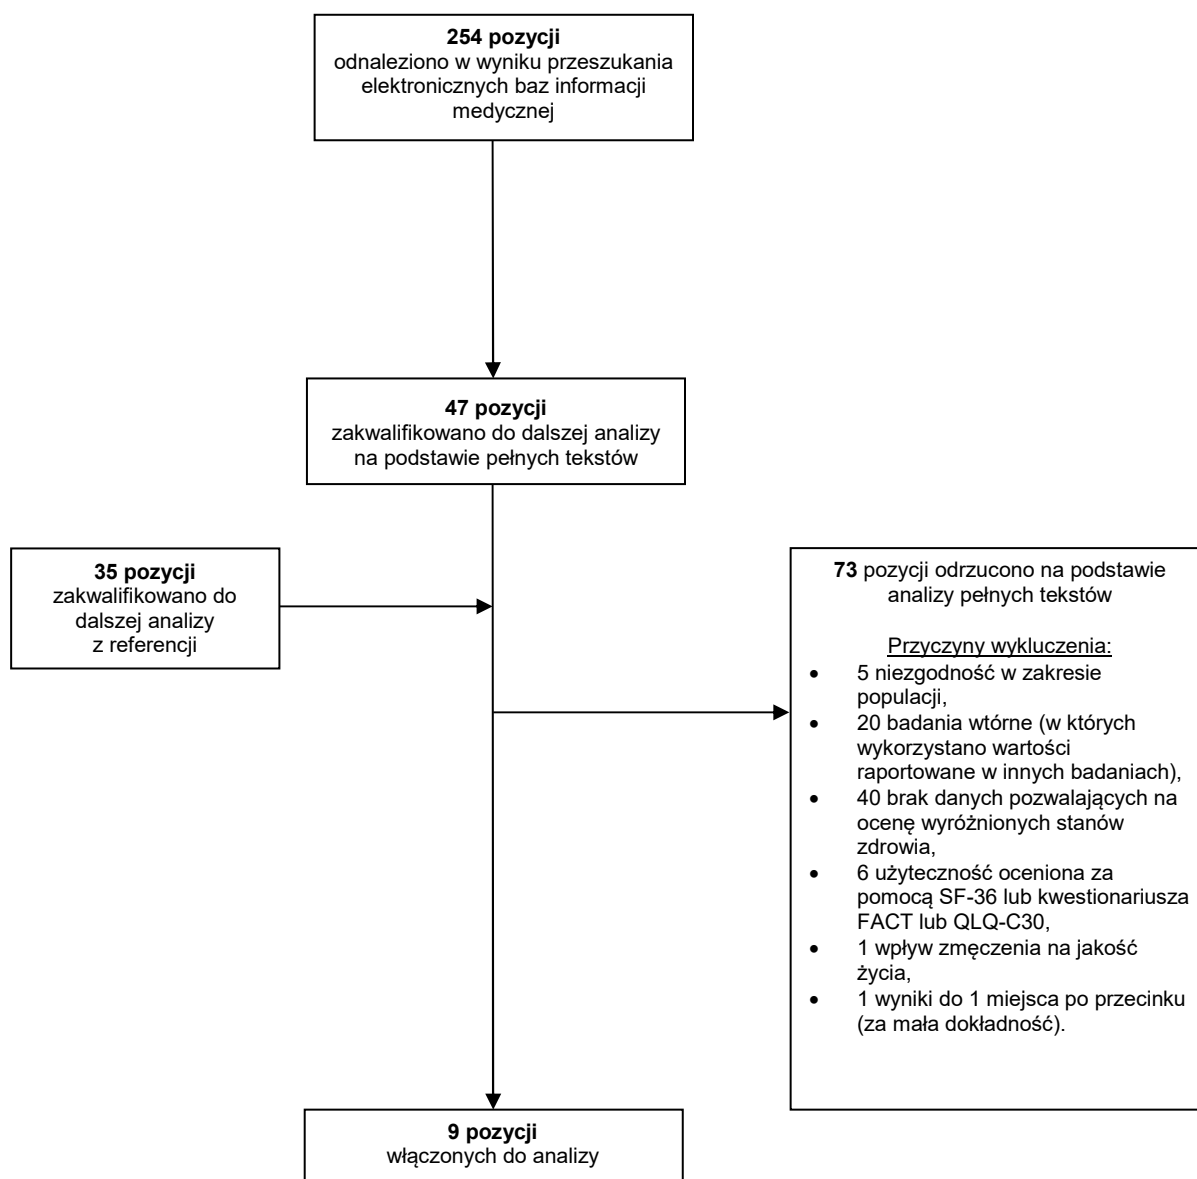 254 pozycji
odnaleziono w wyniku przeszukania
elektronicznych baz informacji
medycznej
47 pozycji
zakwalifikowano do dalszej analizy
na podstawie pełnych tekstów
35 pozycji
zakwalifikowano do
dalszej analizy
z referencji
73 pozycji odrzucono na podstawie
analizy pełnych tekstów
Przyczyny wykluczenia:
• 5 niezgodność w zakresie
populacji,
• 20 badania wtórne (w których
wykorzystano wartości
raportowane w innych badaniach),
• 40 brak danych pozwalających na
ocenę wyróżnionych stanów
zdrowia,
• 6 użyteczność oceniona za
pomocą SF-36 lub kwestionariusza
FACT lub QLQ-C30,
• 1 wpływ zmęczenia na jakość
życia,
• 1 wyniki do 1 miejsca po przecinku
(za mała dokładność).
9 pozycji
włączonych do analizy